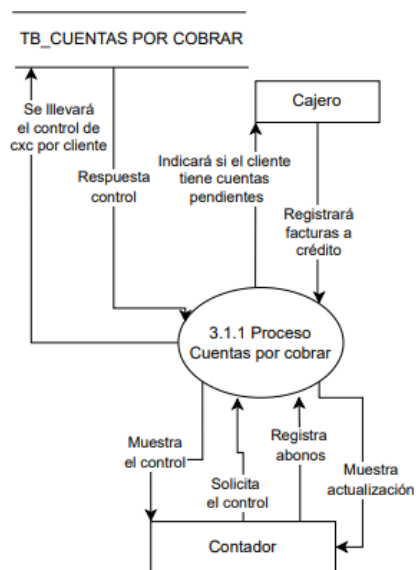 TB_CUENTAS POR COBRAR
Se lllevará
el control de
cxc por cliente
Respuesta
control
Cajero
Indicará si el cliente
tiene cuentas
pendientes
Registrará
facturas a
crédito
3.1.1 Proceso
Cuentas por cobrar
Muestra
el control
Solicita
el control
Registra
abonos
Muestra
actualización
Contador